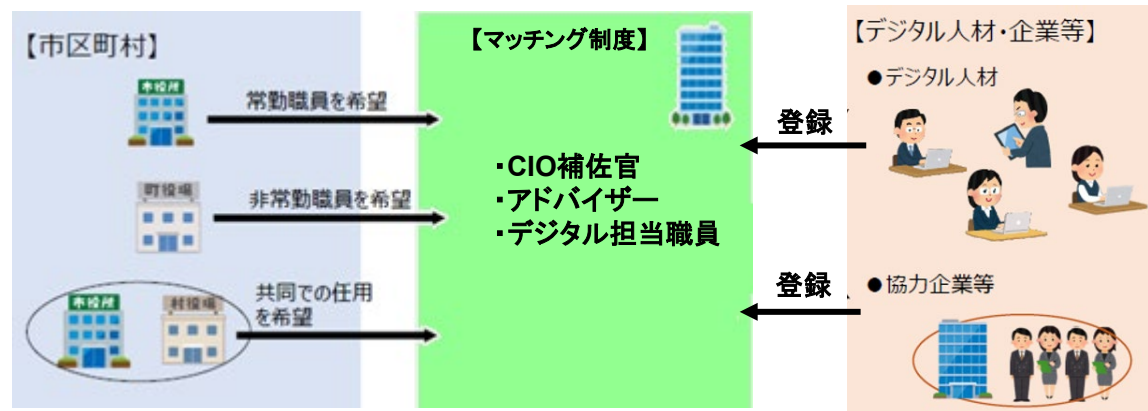 【市区町村】
市役所
常勤職員を希望
町役場
非常勤職員を希望
市役所
村役場
共同での任用
を希望
【マッチング制度】
・CIO補佐官
・アドバイザー
・デジタル担当職員
登録
登録
【デジタル人材・企業等】
●デジタル人材
●協力企業等